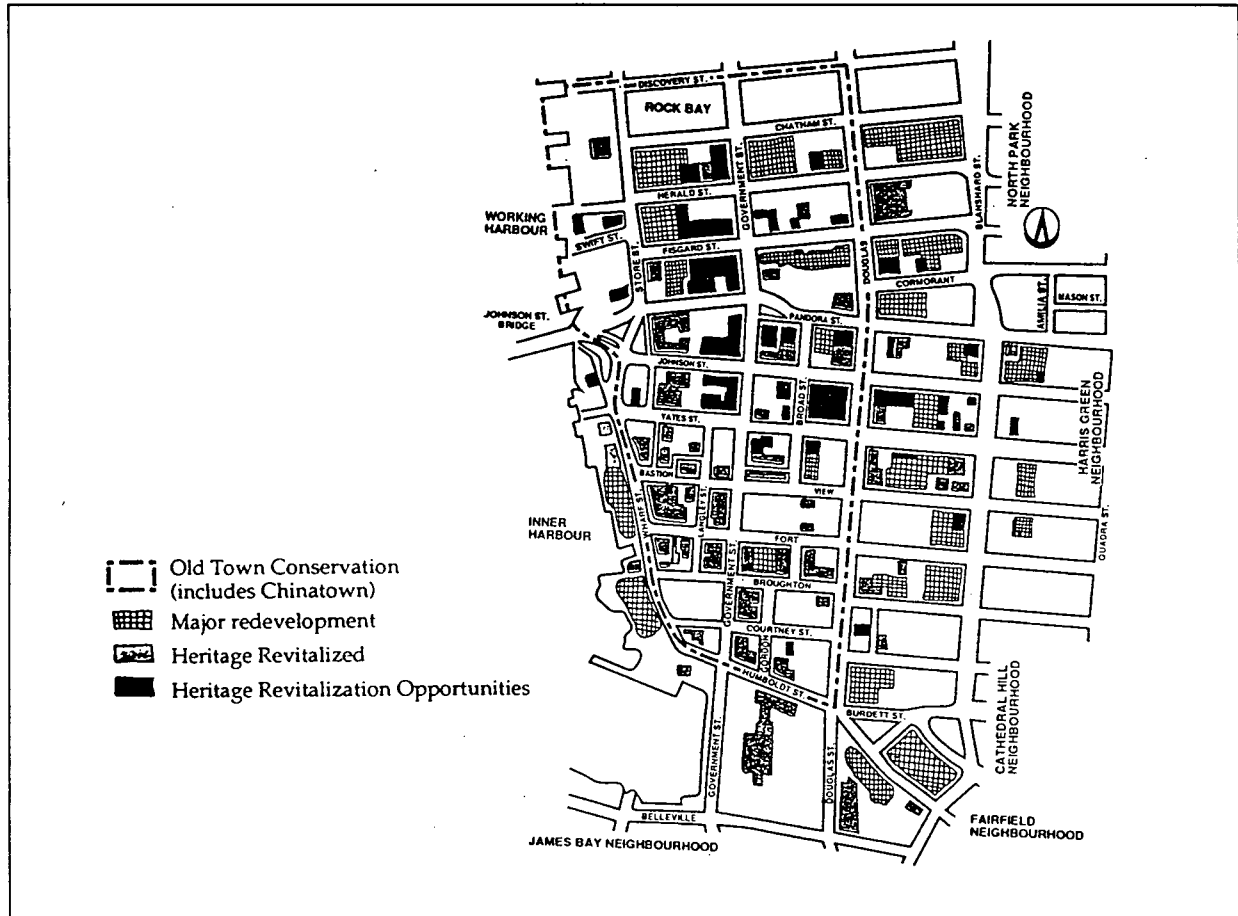 DISCOVERY ST.
ROCK BAY
CHATHAM ST.
NORTH PARK
NEIGHBOURHOOD
HERALD ST.
GOVERNMENT ST.
BLANSHARD ST.
WORKING
HARBOUR
SWIFT ST.
STORE ST.
FISGARD ST.
DOUGLAS
CORMORANT
AMILIA ST.
MASON ST.
JOHNSON ST.
BRIDGE
PANDORA ST.
JOHNSON ST.
BROAD ST.
YATES ST.
HARRIS GREEN
NEIGHBOURHOOD
BASTION
VIEW
WHARF ST.
LANGLEY ST.
QUADRA ST.
INNER
HARBOUR
FORT
GOVERNMENT ST.
BROUGHTON
COURTNEY ST.
GORDON
HUMBOLDT ST.
BURDETT ST.
CATHEDRAL HILL
NEIGHBOURHOOD
GOVERNMENT ST.
DOUGLAS ST.
BELLEVILLE
FAIRFIELD
NEIGHBOURHOOD
JAMES BAY NEIGHBOURHOOD
Old Town Conservation
(includes Chinatown)
Major redevelopment
Heritage Revitalized
Heritage Revitalization Opportunities